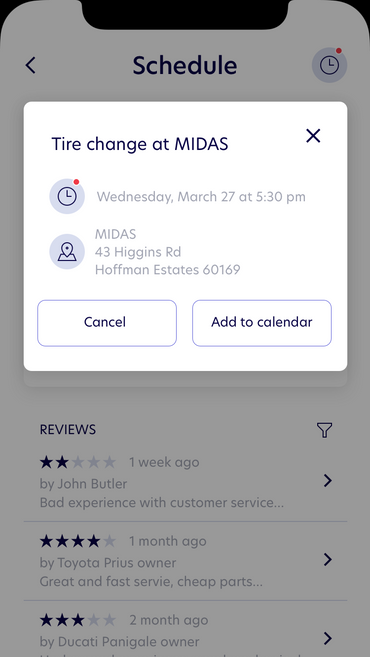 Schedule
Tire change at MIDAS
Wednesday, March 27 at 5:30 pm
MIDAS
43 Higgins Rd
Hoffman Estates 60169
Cancel
Add to calendar
REVIEWS
1 week ago
by John Butler
Bad experience with customer service...
1 month ago
by Toyota Prius owner
Great and fast servie, cheap parts...
2 month ago
by Ducati Panigale owner